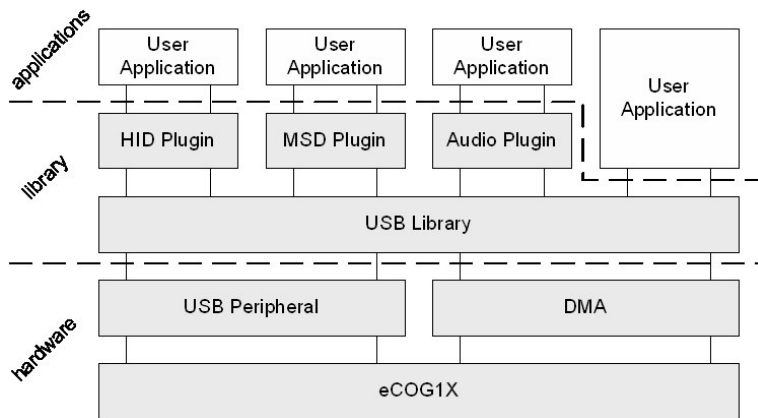 applications
User
Application
User
Application
User
Application
User
Application
library
HID Plugin
MSD Plugin
Audio Plugin
USB Library
hardware
USB Peripheral
DMA
eCOG1X